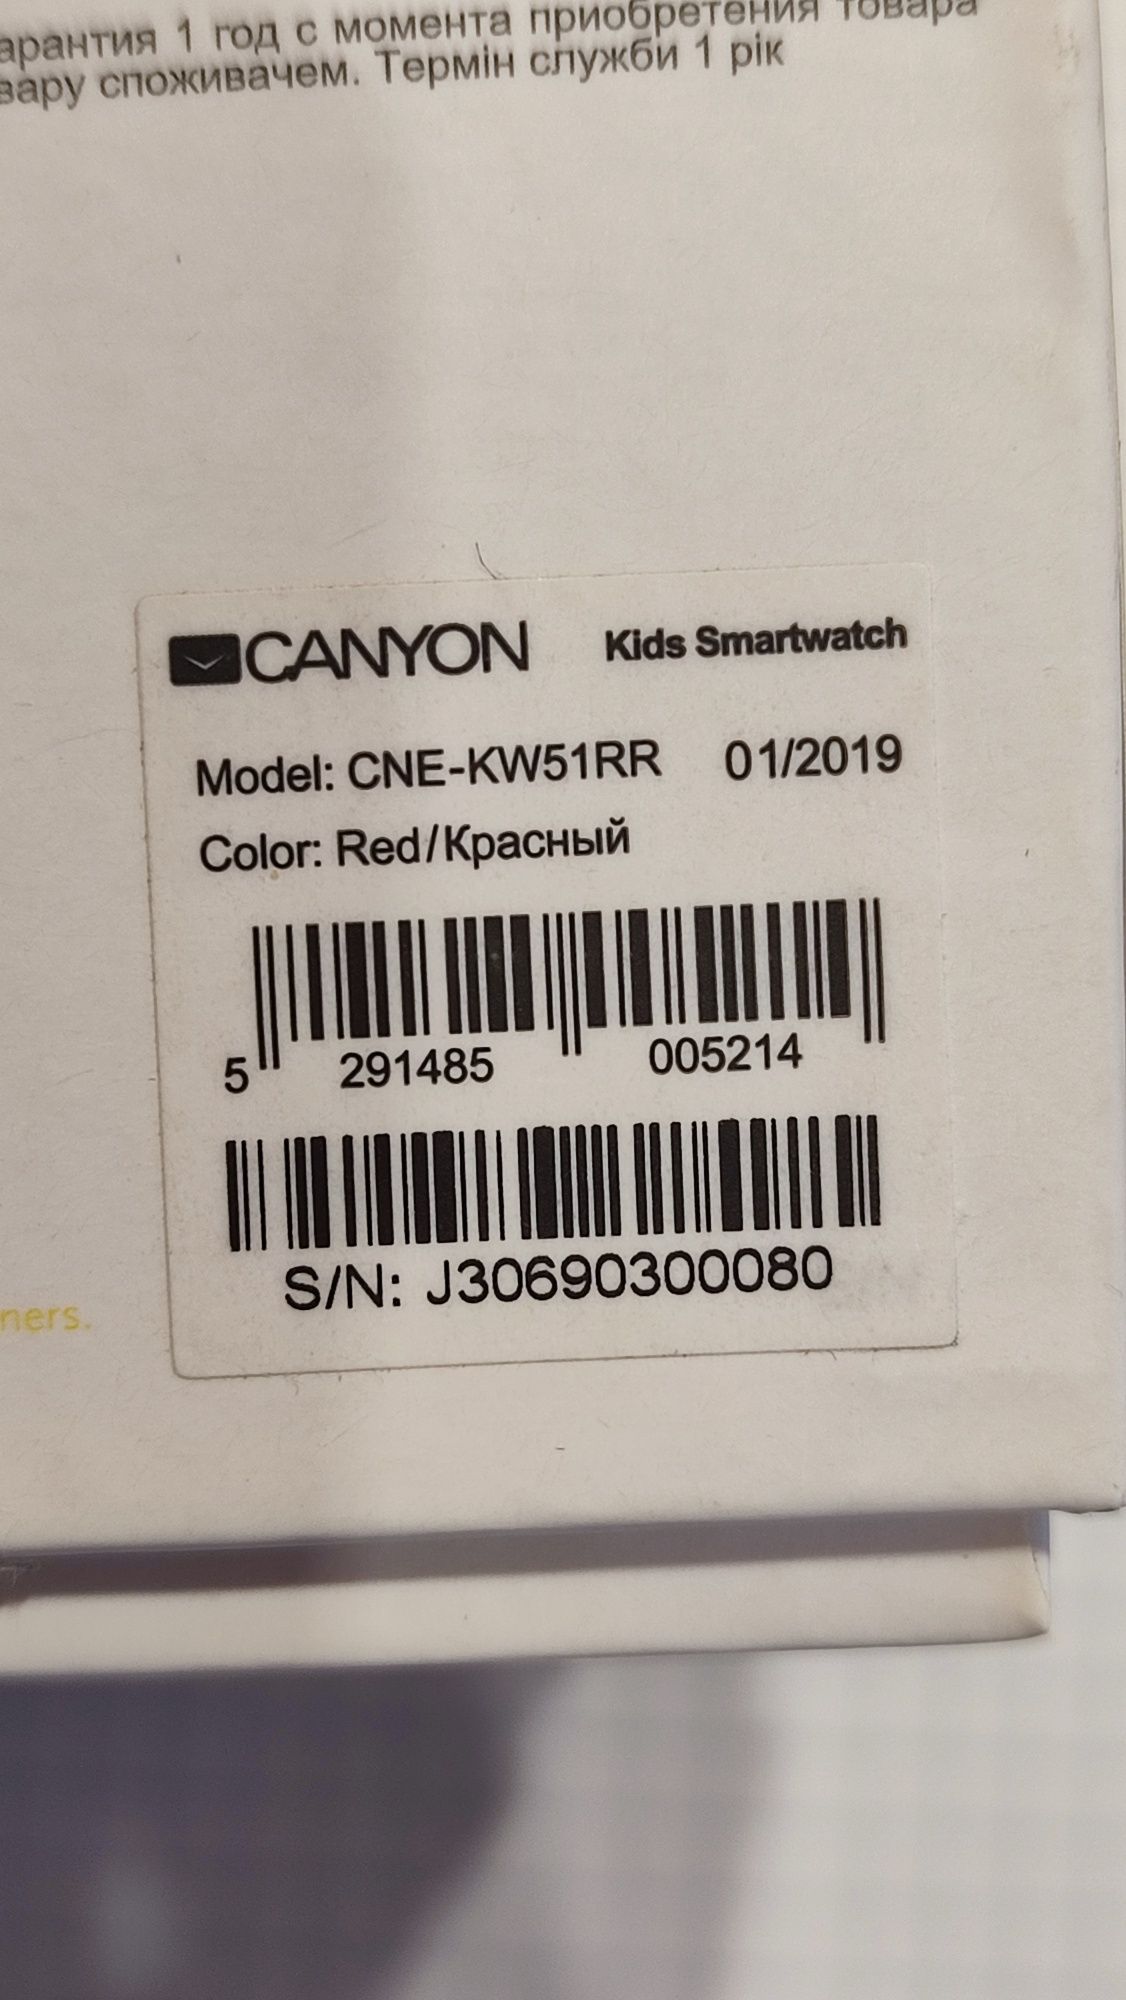 арантия 1 год с момента приобретения товара
вару споживачем. Термін служби 1 рік
CANYON Kids Smartwatch
Model: CNE-KW51RR 01/2019
Color: Red/Красный
5 291485 005214
S/N: J30690300080
ners.